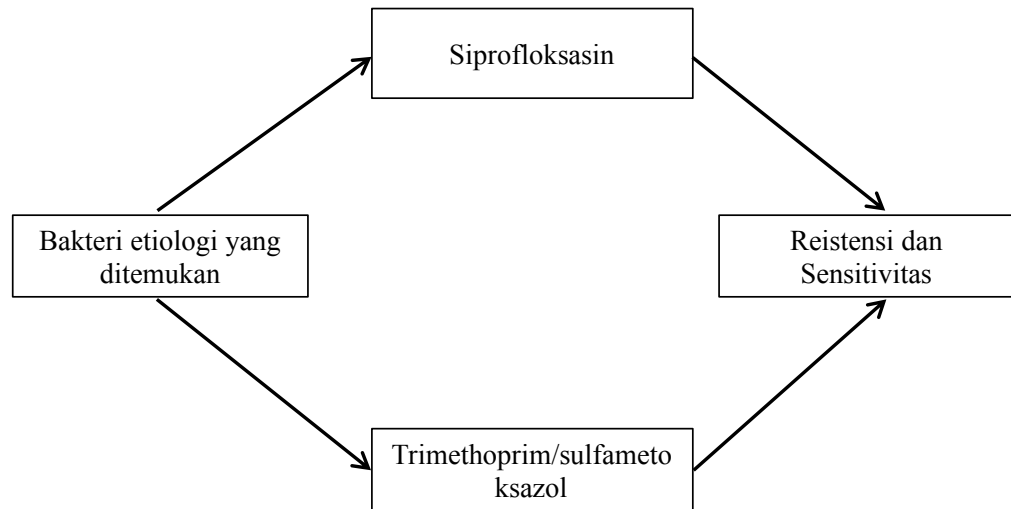 Siprofloksasin
Bakteri etiologi yang
ditemukan
Reistensi dan
Sensitivitas
Trimethoprim/sulfameto
ksazol